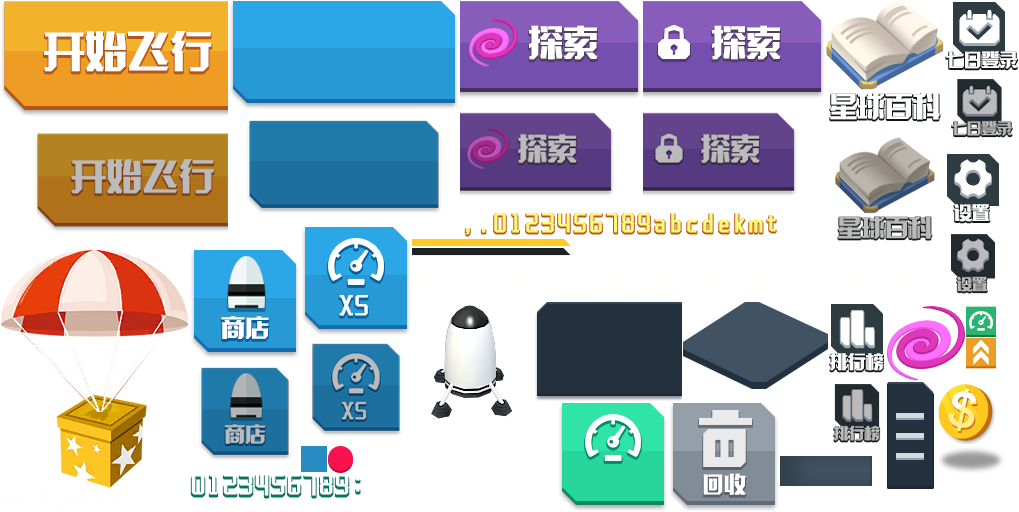 开始飞行
探索
探索
星球百科
七日登录
七日登录
开始飞行
探索
探索
设置
星球百科
,.0123456789abcdekmt
设置
商店
X5
排行榜
商店
X5
排行榜
$
回收
0123456789: